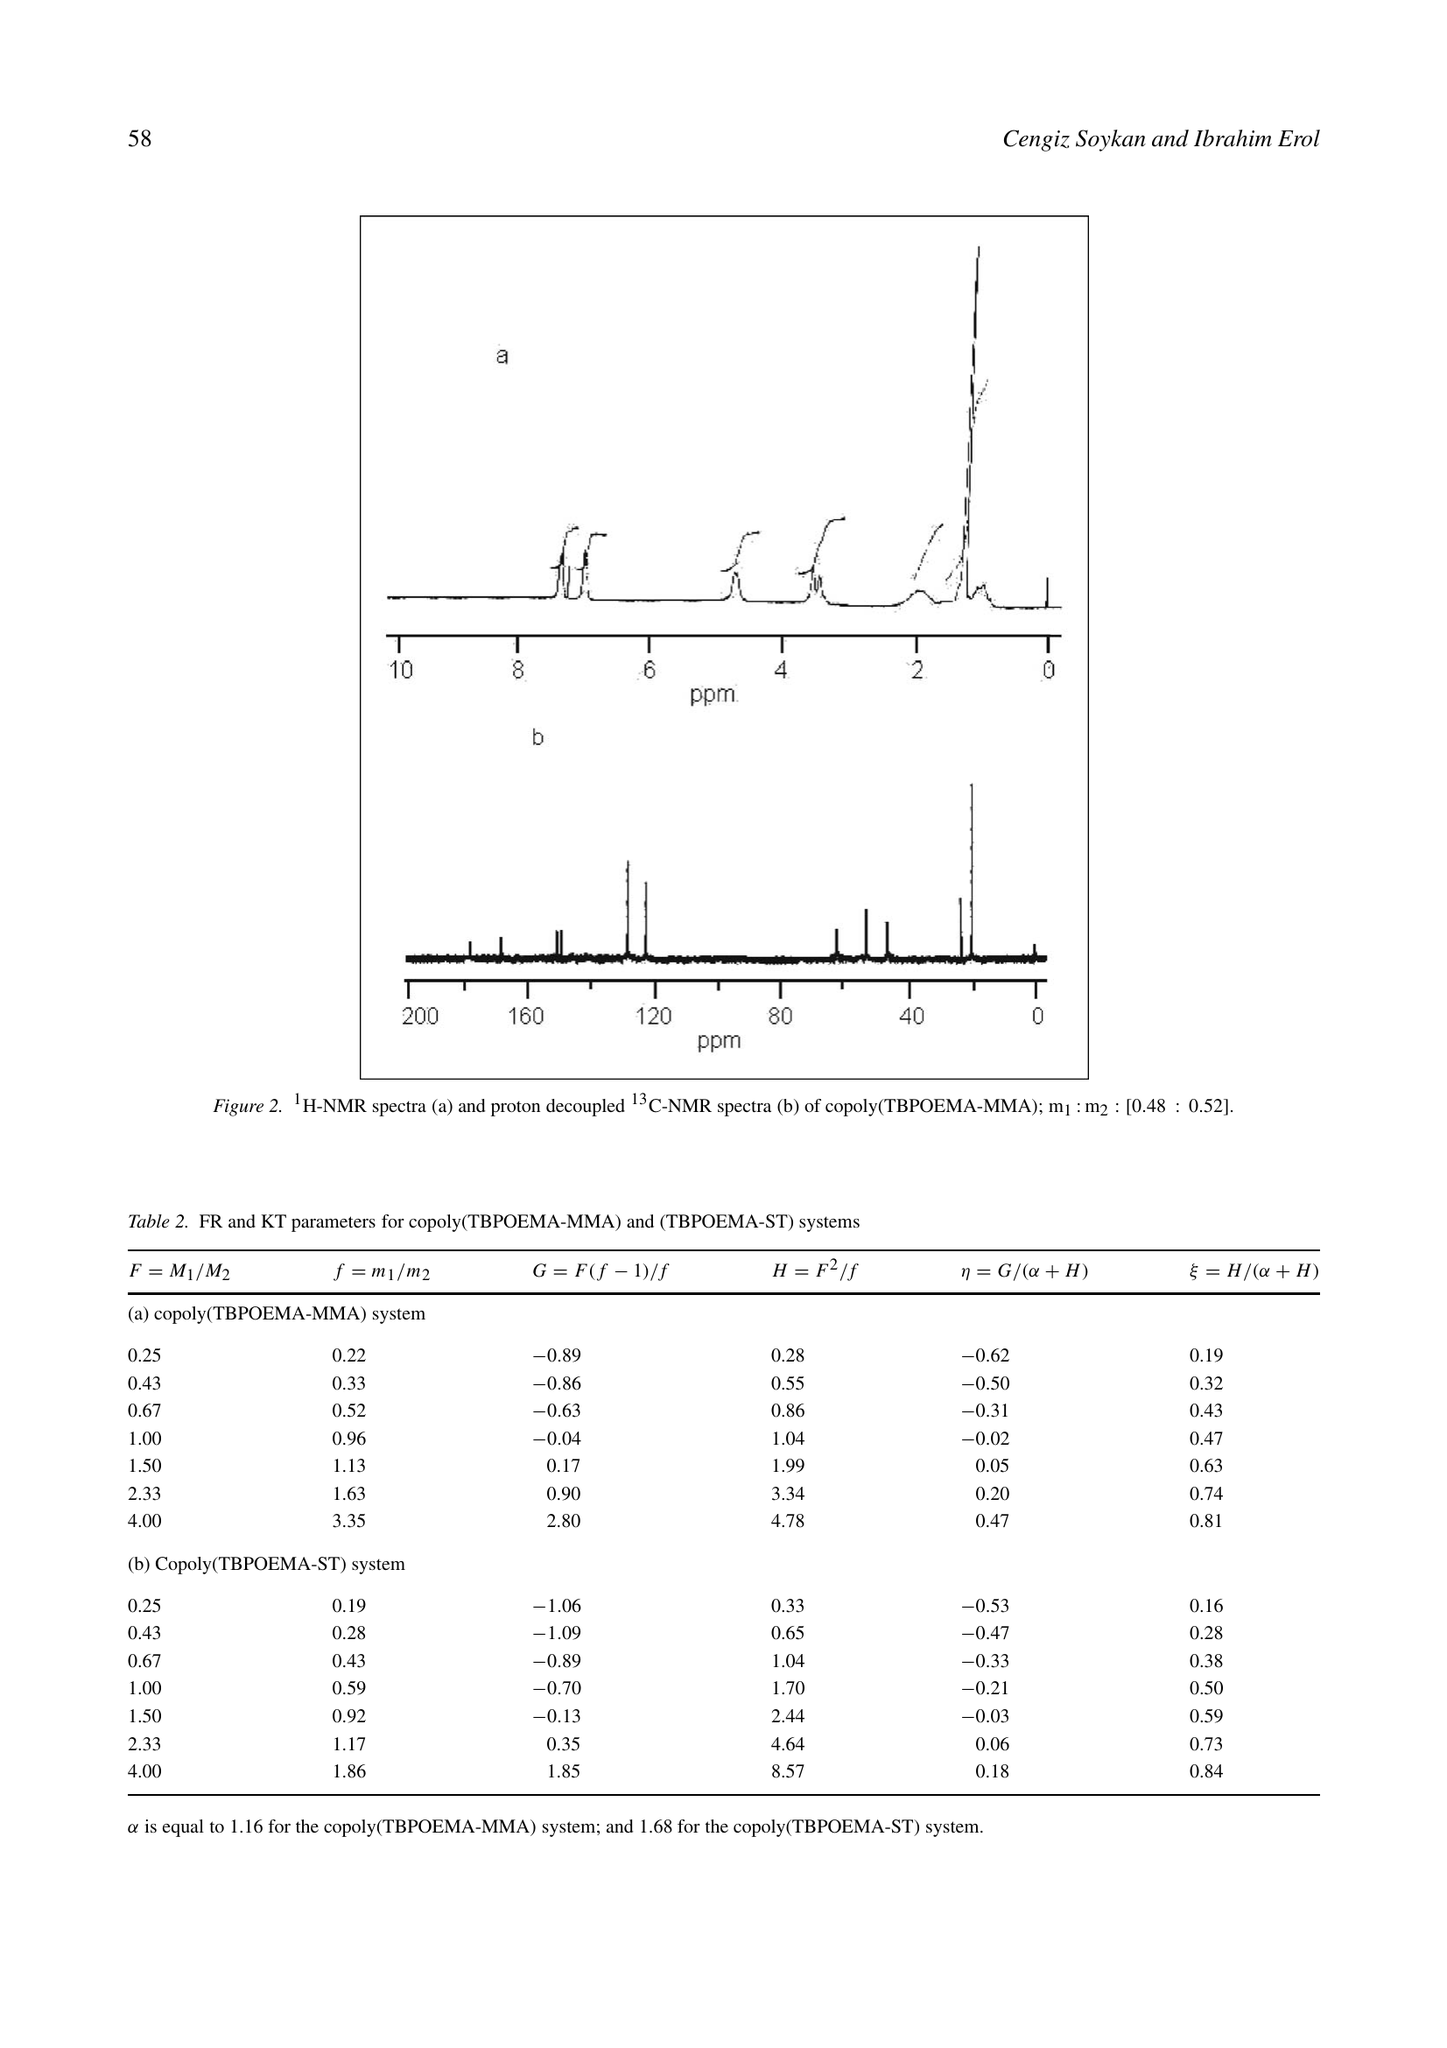 58 Cengiz Soykan and Ibrahim Erol
a
10 8 6 4 2 0
ppm
b
200 160 120 80 40 0
ppm
Figure 2. ¹H-NMR spectra (a) and proton decoupled ¹³C-NMR spectra (b) of copoly(TBPOEMA-MMA); m₁ : m₂ : [0.48 : 0.52].
Table 2. FR and KT parameters for copoly(TBPOEMA-MMA) and (TBPOEMA-ST) systems
F = M₁/M₂ f = m₁/m₂ G = F(f − 1)/f H = F²/f η = G/(α + H) ξ = H/(α + H)
(a) copoly(TBPOEMA-MMA) system
0.25 0.22 −0.89 0.28 −0.62 0.19
0.43 0.33 −0.86 0.55 −0.50 0.32
0.67 0.52 −0.63 0.86 −0.31 0.43
1.00 0.96 −0.04 1.04 −0.02 0.47
1.50 1.13 0.17 1.99 0.05 0.63
2.33 1.63 0.90 3.34 0.20 0.74
4.00 3.35 2.80 4.78 0.47 0.81
(b) Copoly(TBPOEMA-ST) system
0.25 0.19 −1.06 0.33 −0.53 0.16
0.43 0.28 −1.09 0.65 −0.47 0.28
0.67 0.43 −0.89 1.04 −0.33 0.38
1.00 0.59 −0.70 1.70 −0.21 0.50
1.50 0.92 −0.13 2.44 −0.03 0.59
2.33 1.17 0.35 4.64 0.06 0.73
4.00 1.86 1.85 8.57 0.18 0.84
α is equal to 1.16 for the copoly(TBPOEMA-MMA) system; and 1.68 for the copoly(TBPOEMA-ST) system.